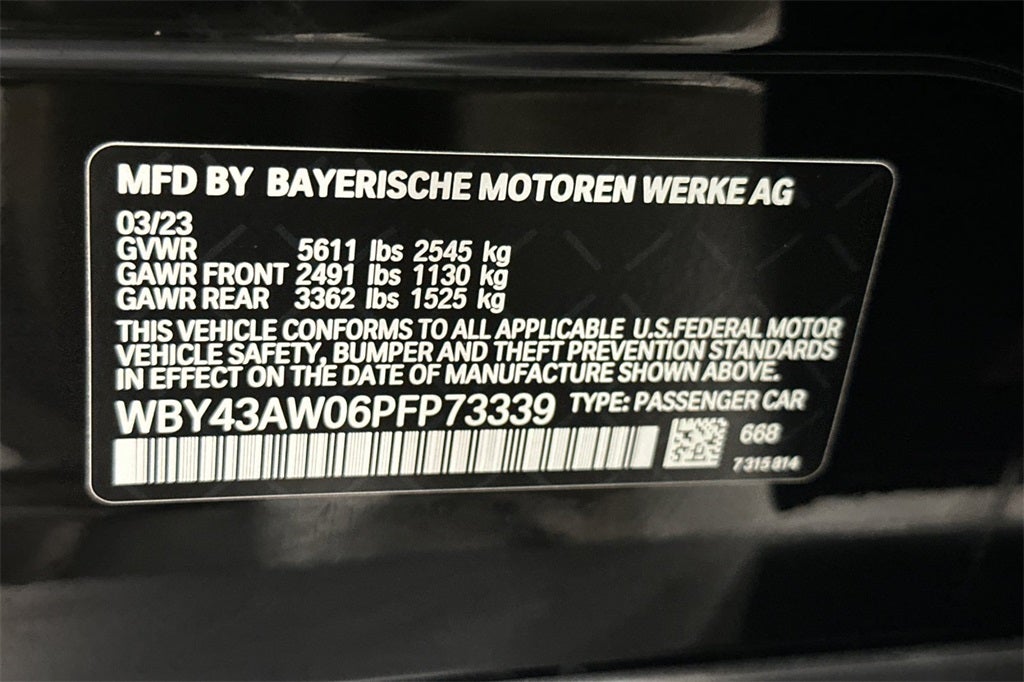 MFD BY BAYERISCHE MOTOREN WERKE AG
03/23
GVWR 5611 lbs 2545 kg
GAWR FRONT 2491 lbs 1130 kg
GAWR REAR 3362 lbs 1525 kg
THIS VEHICLE CONFORMS TO ALL APPLICABLE U.S.FEDERAL MOTOR
VEHICLE SAFETY, BUMPER AND THEFT PREVENTION STANDARDS
IN EFFECT ON THE DATE OF MANUFACTURE SHOWN ABOVE.
WBY43AW06PFP73339 TYPE: PASSENGER CAR
668
7315814